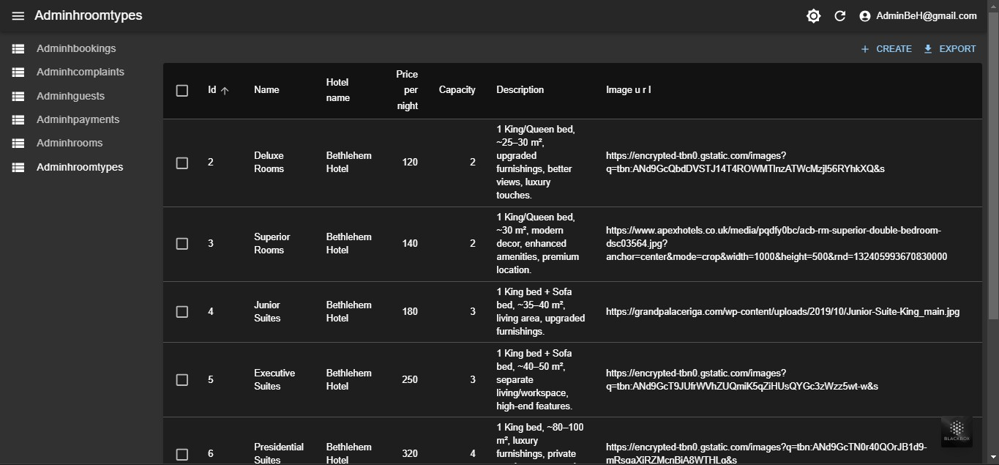 Adminhroomtypes
AdminBeH@gmail.com
Adminhbookings
Adminhcomplaints
Adminhguests
Adminhpayments
Adminhrooms
Adminhroomtypes
+ CREATE
EXPORT
Id
Name
Hotel
name
Price
per
night
Capacity
Description
Image u r l
2
Deluxe
Rooms
Bethlehem
Hotel
120
2
1 King/Queen bed,
~25–30 m²,
upgraded
furnishings, better
views, luxury
touches.
https://encrypted-tbn0.gstatic.com/images?
q=tbn:ANd9GcQbdDVSTJ14T4ROWMTlnzATWcMzjl56RYhkXQ&s
3
Superior
Rooms
Bethlehem
Hotel
140
2
1 King/Queen bed,
~30 m², modern
decor, enhanced
amenities, premium
location.
https://www.apexhotels.co.uk/media/pqdfy0bc/acb-rm-superior-double-bedroom-
dsc03564.jpg?
anchor=center&mode=crop&width=1000&height=500&rnd=132405993670830000
4
Junior
Suites
Bethlehem
Hotel
180
3
1 King bed + Sofa
bed, ~35–40 m²,
living area, upgraded
furnishings.
https://grandpalaceriga.com/wp-content/uploads/2019/10/Junior-Suite-King_main.jpg
5
Executive
Suites
Bethlehem
Hotel
250
3
1 King bed + Sofa
bed, ~40–50 m²,
separate
living/workspace,
high-end features.
https://encrypted-tbn0.gstatic.com/images?
q=tbn:ANd9GcT9JUfrWVhZUQmiK5qZiHUsQYGc3zWzz5wt-w&s
6
Presidential
Suites
Bethlehem
Hotel
320
4
1 King bed, ~80–100
m², luxury
furnishings, private
https://encrypted-tbn0.gstatic.com/images?q=tbn:ANd9GcTN0r40QOrJB1d9-
mRsgaXiRZMcnBiA8WTHLg&s
BLACKBOX